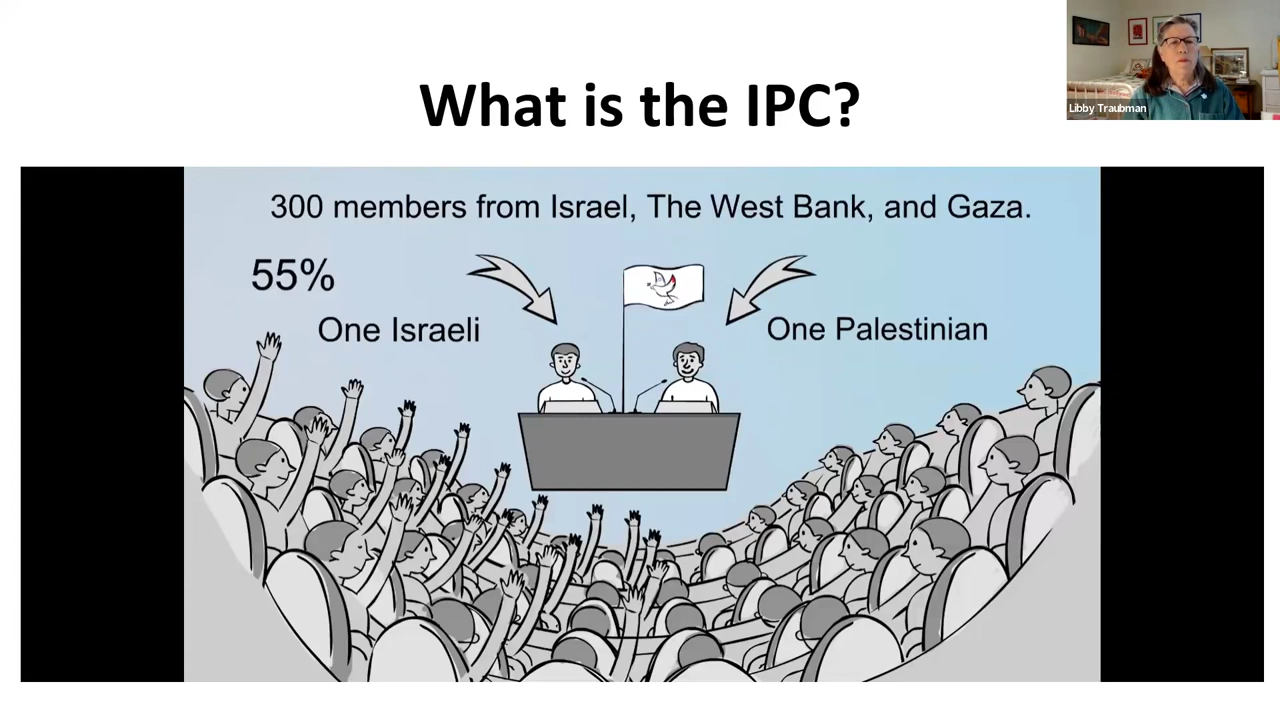 What is the IPC?
Libby Traubman
300 members from Israel, The West Bank, and Gaza.
55%
One Israeli
One Palestinian